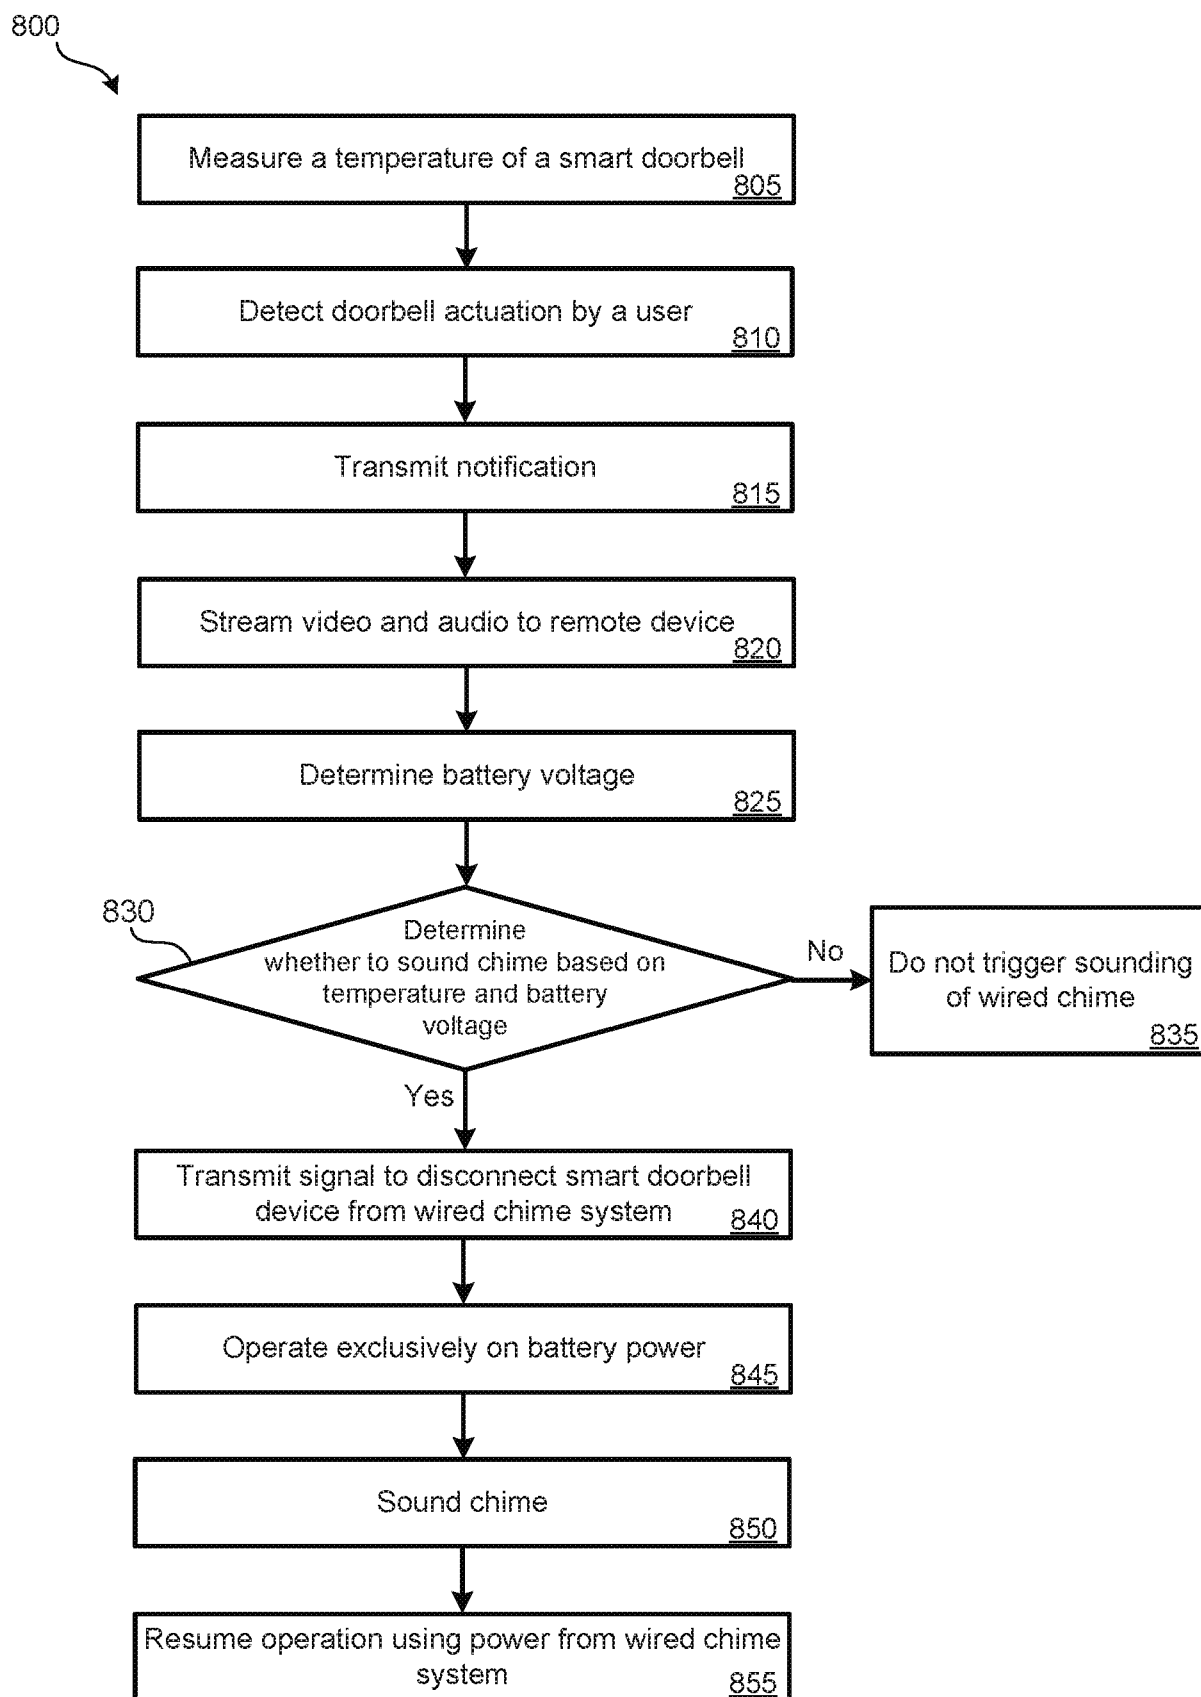 800
Measure a temperature of a smart doorbell
805
Detect doorbell actuation by a user
810
Transmit notification
815
Stream video and audio to remote device
820
Determine battery voltage
825
830
Determine
whether to sound chime based on
temperature and battery
voltage
No
Do not trigger sounding
of wired chime
835
Yes
Transmit signal to disconnect smart doorbell
device from wired chime system
840
Operate exclusively on battery power
845
Sound chime
850
Resume operation using power from wired chime
system
855